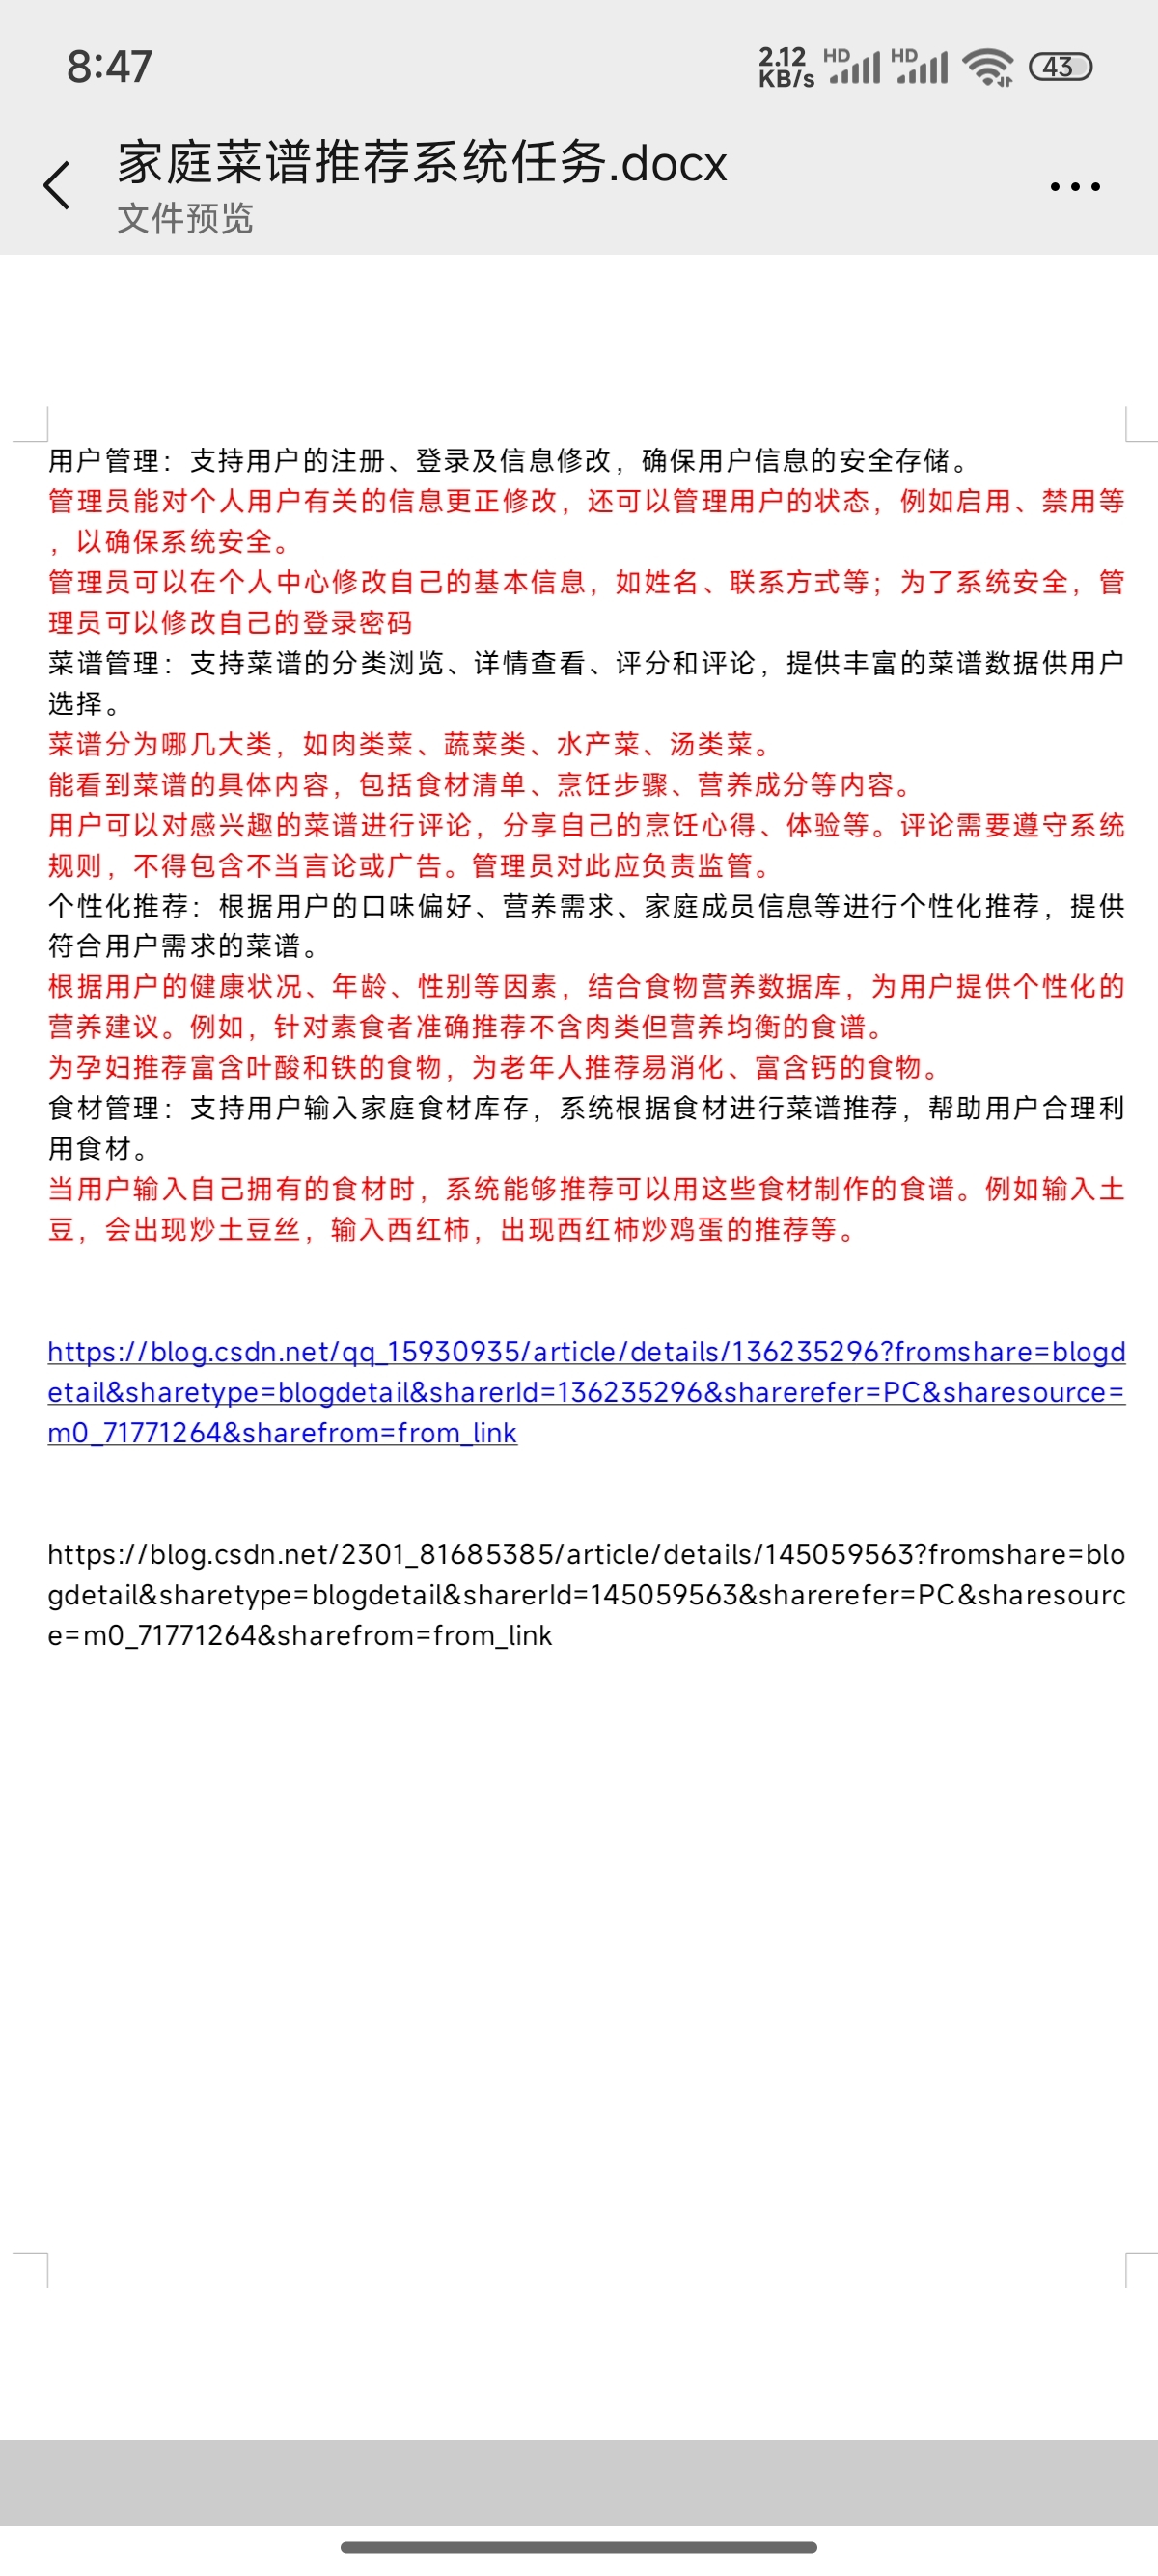 8:47
2.12 KB/s HD HD 43
家庭菜谱推荐系统任务.docx
文件预览
用户管理：支持用户的注册、登录及信息修改，确保用户信息的安全存储。
管理员能对个人用户有关的信息更正修改，还可以管理用户的状态，例如启用、禁用等
，以确保系统安全。
管理员可以在个人中心修改自己的基本信息，如姓名、联系方式等；为了系统安全，管
理员可以修改自己的登录密码
菜谱管理：支持菜谱的分类浏览、详情查看、评分和评论，提供丰富的菜谱数据供用户
选择。
菜谱分为哪几大类，如肉类菜、蔬菜类、水产菜、汤类菜。
能看到菜谱的具体内容，包括食材清单、烹饪步骤、营养成分等内容。
用户可以对感兴趣的菜谱进行评论，分享自己的烹饪心得、体验等。评论需要遵守系统
规则，不得包含不当言论或广告。管理员对此应负责监管。
个性化推荐：根据用户的口味偏好、营养需求、家庭成员信息等进行个性化推荐，提供
符合用户需求的菜谱。
根据用户的健康状况、年龄、性别等因素，结合食物营养数据库，为用户提供个性化的
营养建议。例如，针对素食者准确推荐不含肉类但营养均衡的食谱。
为孕妇推荐富含叶酸和铁的食物，为老年人推荐易消化、富含钙的食物。
食材管理：支持用户输入家庭食材库存，系统根据食材进行菜谱推荐，帮助用户合理利
用食材。
当用户输入自己拥有的食材时，系统能够推荐可以用这些食材制作的食谱。例如输入土
豆，会出现炒土豆丝，输入西红柿，出现西红柿炒鸡蛋的推荐等。
https://blog.csdn.net/qq_15930935/article/details/136235296?fromshare=blogd
etail&sharetype=blogdetail&sharerId=136235296&sharerefer=PC&sharesource=
m0_71771264&sharefrom=from_link
https://blog.csdn.net/2301_81685385/article/details/145059563?fromshare=blo
gdetail&sharetype=blogdetail&sharerId=145059563&sharerefer=PC&sharesourc
e=m0_71771264&sharefrom=from_link